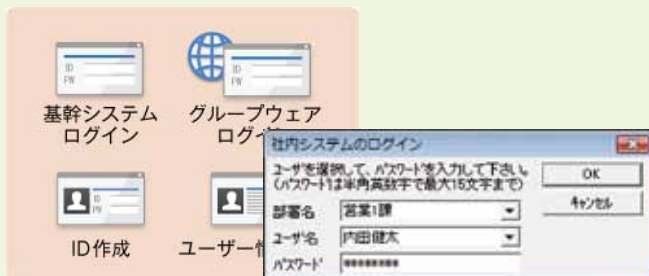 ID
PW
基幹システム
ログイン
ID
PW
グループウェア
ログイ
ID作成
ユーザー情
社内システムのログイン
ユーザを選択して、パスワードを入力して下さい。
(パスワードは半角英数字で最大15文字まで)
部署名
営業1課
ユーザ名
内田健太
パスワード
********
OK
キャンセル